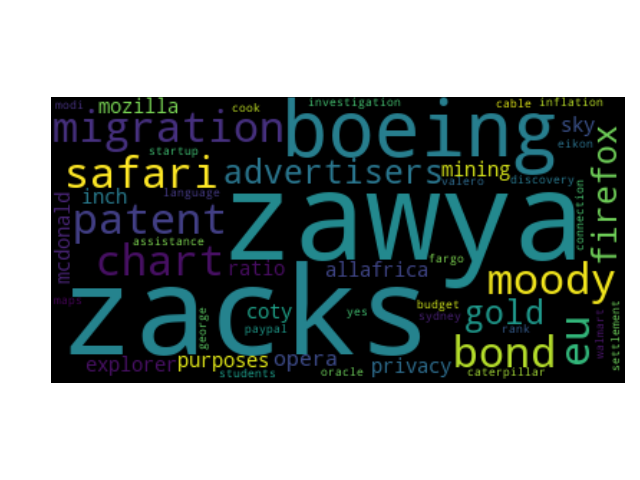 modi
mozilla
cook
investigation
cable
inflation
migration
boeing
sky
eikon
startup
safari
advertisers
mining
valero
discovery
firefox
inch
language
zawya
connection
mcdonald
patent
assistance
chart
ratio
allafrica
fargo
moody
maps
zacks
george
coty
paypal
yes
budget
sydney
gold
rank
eu
walmart
settlement
explorer
purposes
opera
students
oracle
privacy
bond
caterpillar